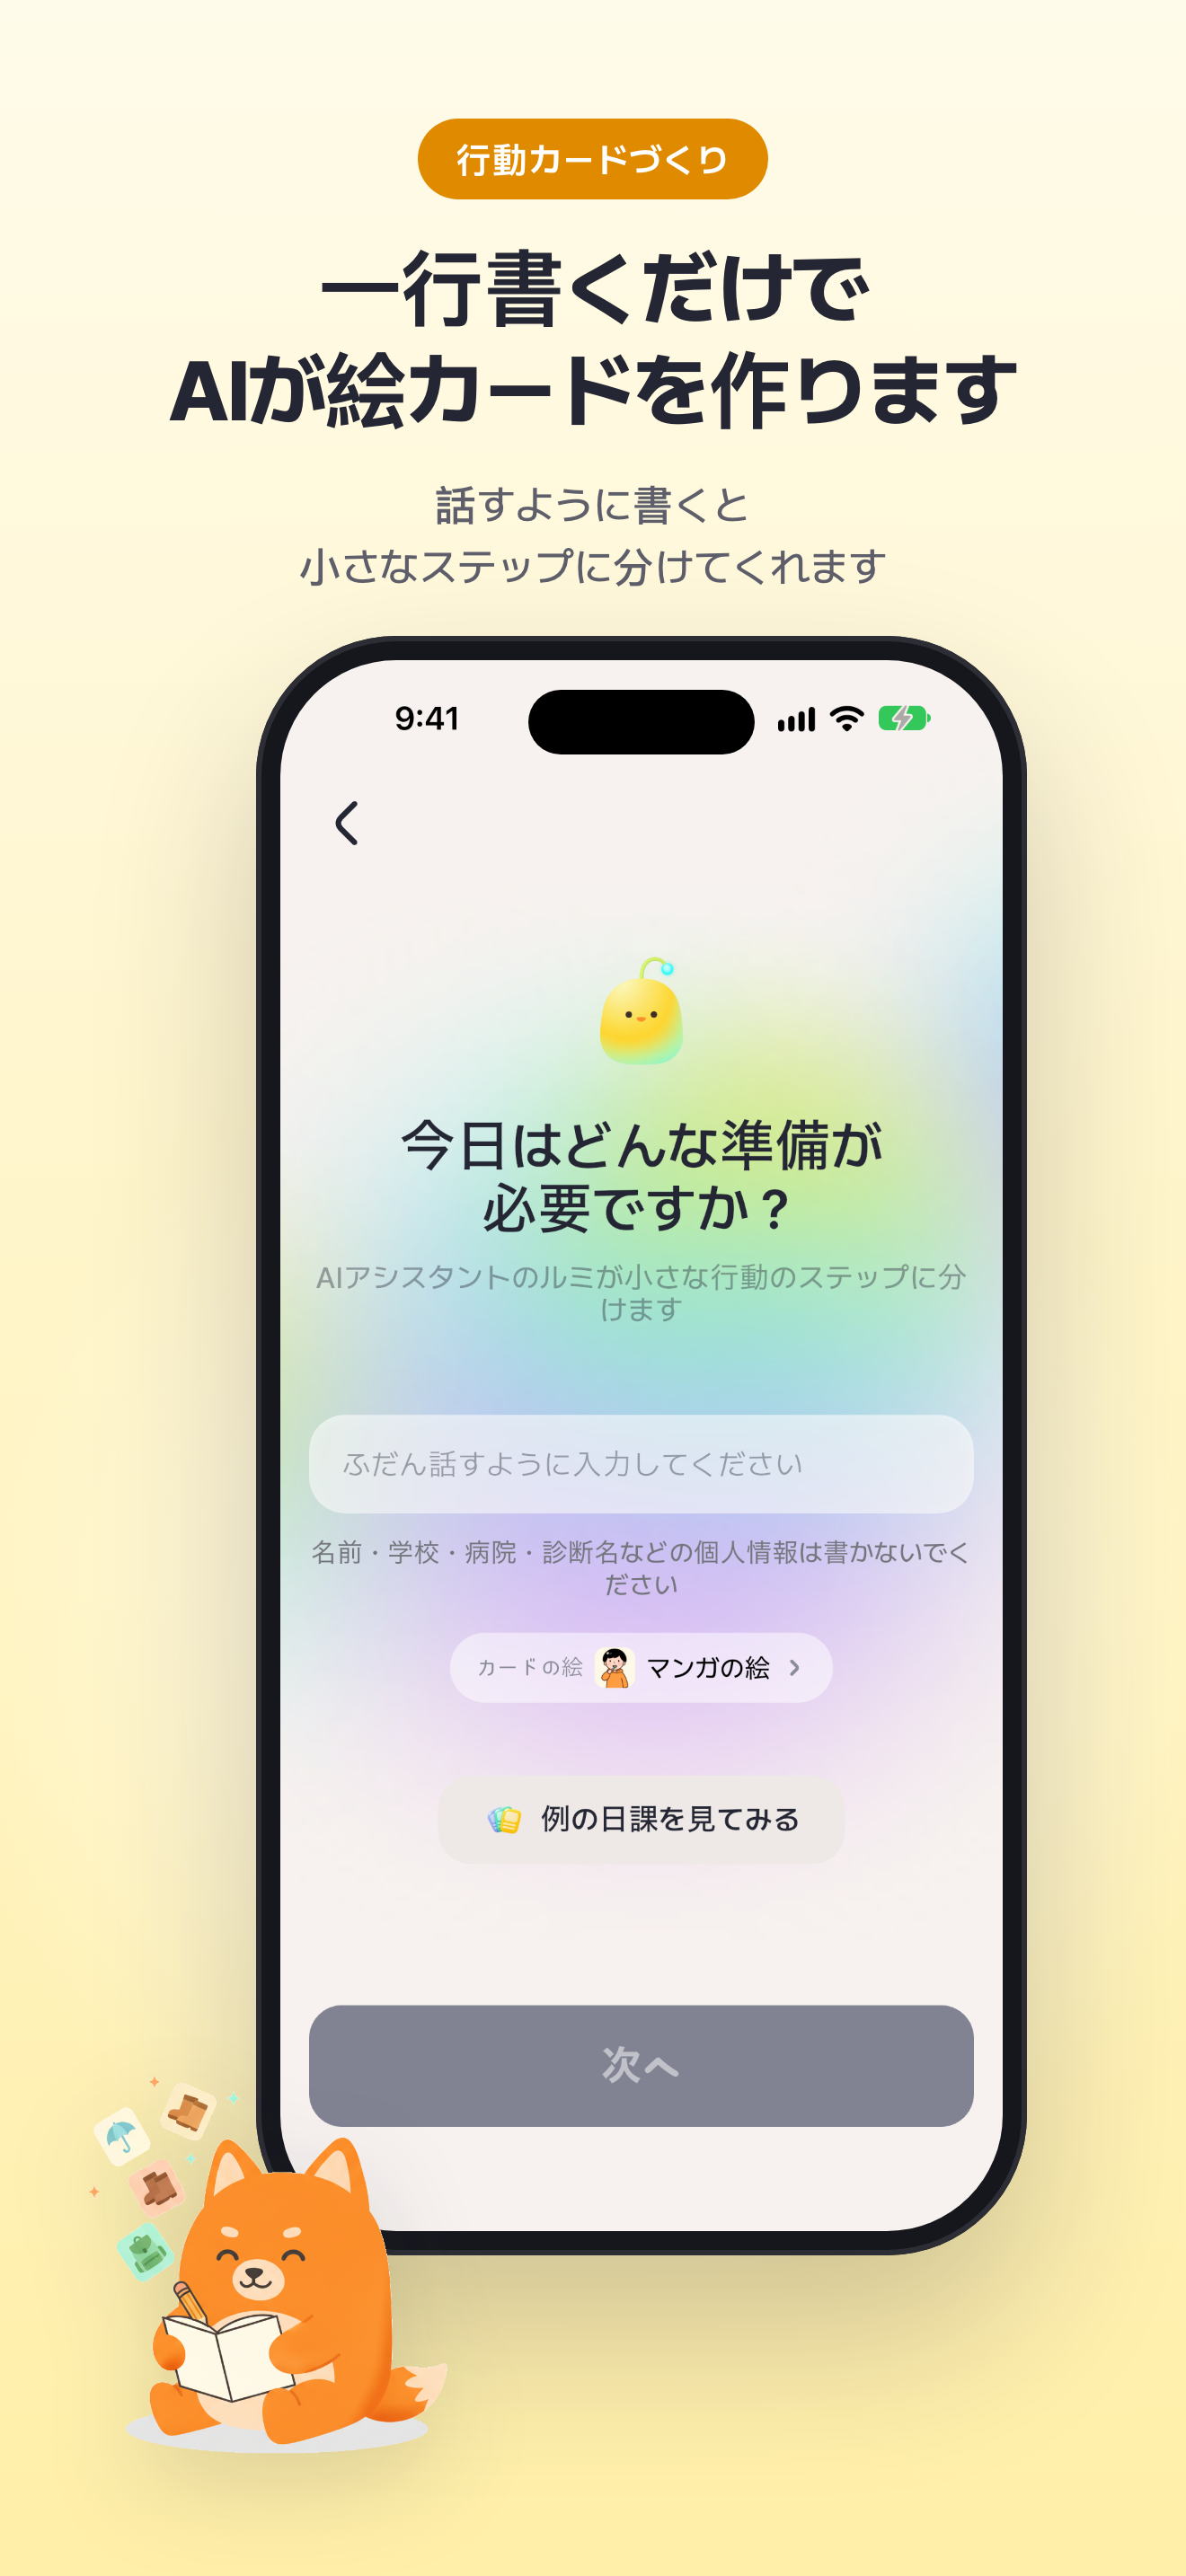 行動カードづくり
一行書くだけで
AIが絵カードを作ります
話すように書くと
小さなステップに分けてくれます
9:41
今日はどんな準備が
必要ですか？
AIアシスタントのルミが小さな行動のステップに分
けます
ふだん話すように入力してください
名前・学校・病院・診断名などの個人情報は書かないでく
ださい
カードの絵 マンガの絵
例の日課を見てみる
次へ